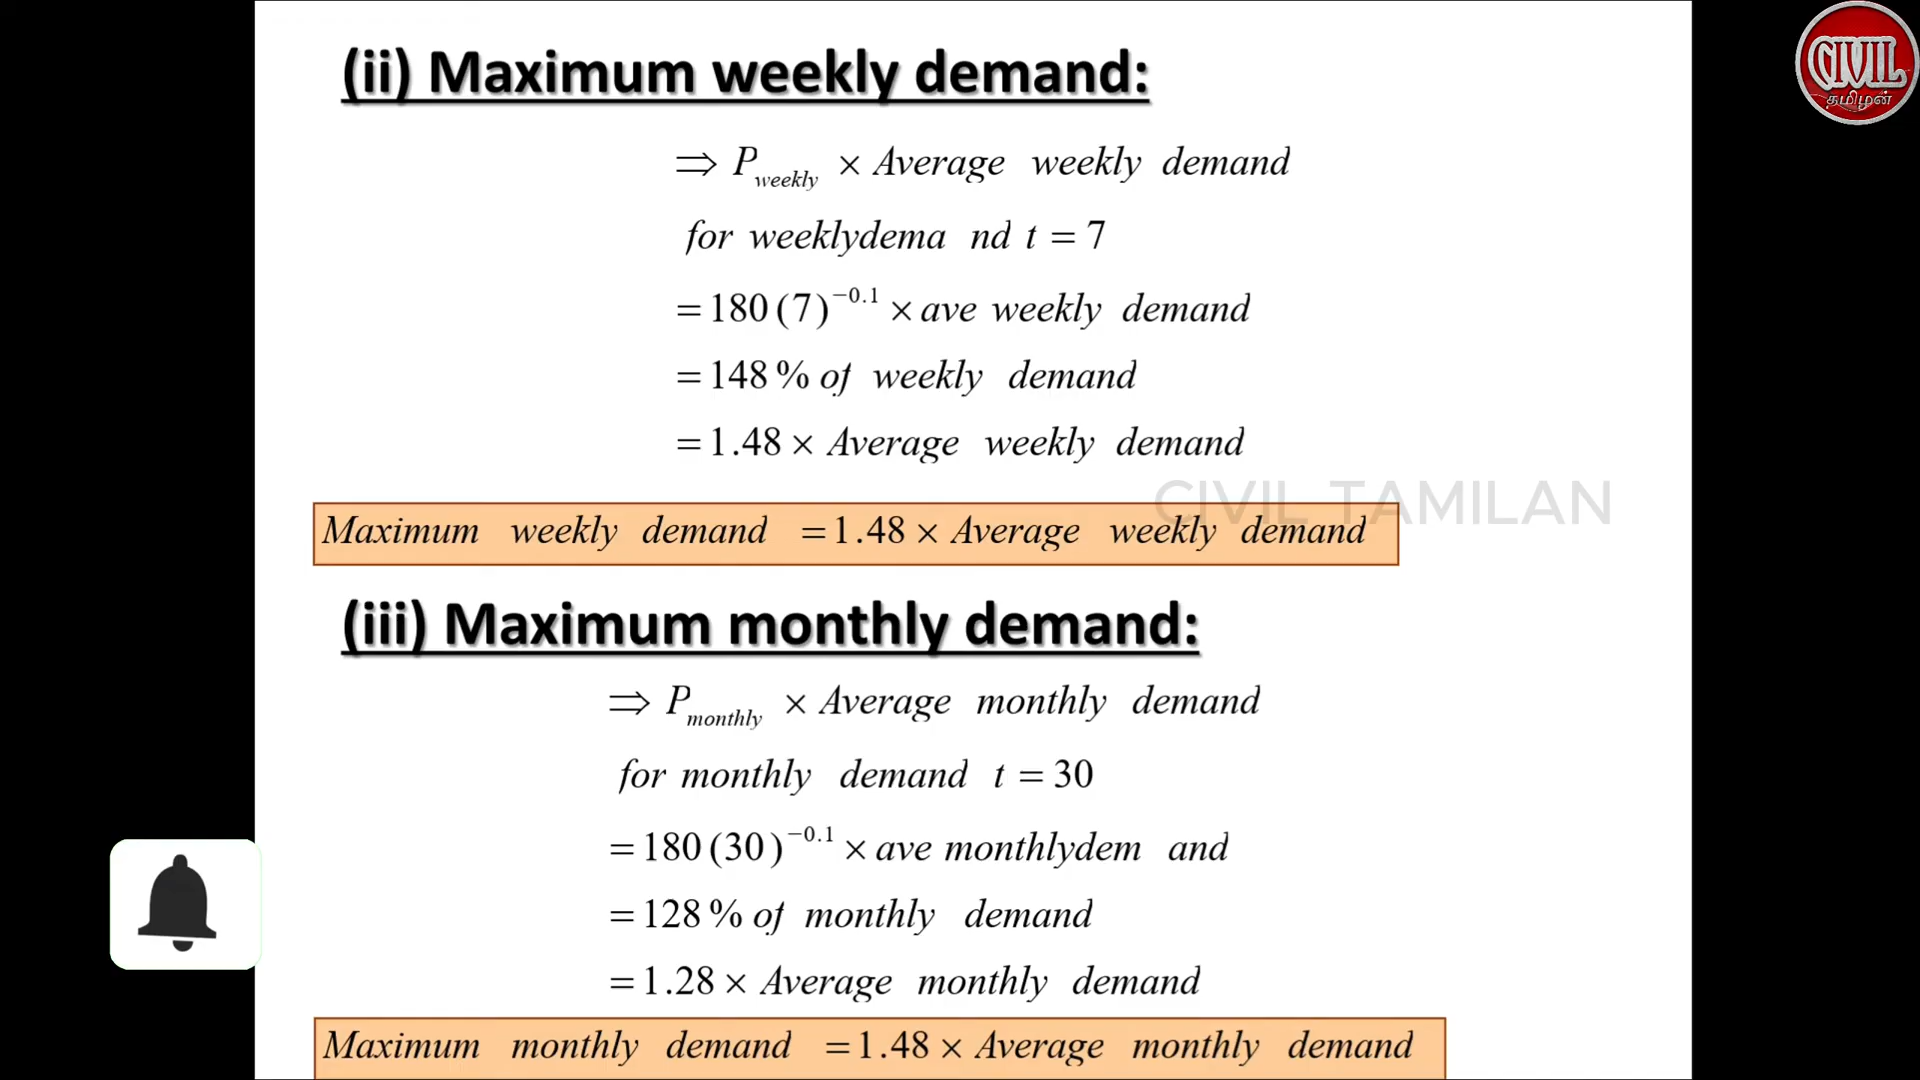 (ii) Maximum weekly demand:
CIVIL
தமிழன்
⇒ P_weekly × Average weekly demand
for weeklydema nd t = 7
= 180 (7)^−0.1 × ave weekly demand
= 148 % of weekly demand
= 1.48 × Average weekly demand
CIVIL TAMILAN
Maximum weekly demand = 1.48 × Average weekly demand
(iii) Maximum monthly demand:
⇒ P_monthly × Average monthly demand
for monthly demand t = 30
= 180 (30)^−0.1 × ave monthlydem and
= 128 % of monthly demand
= 1.28 × Average monthly demand
Maximum monthly demand = 1.48 × Average monthly demand